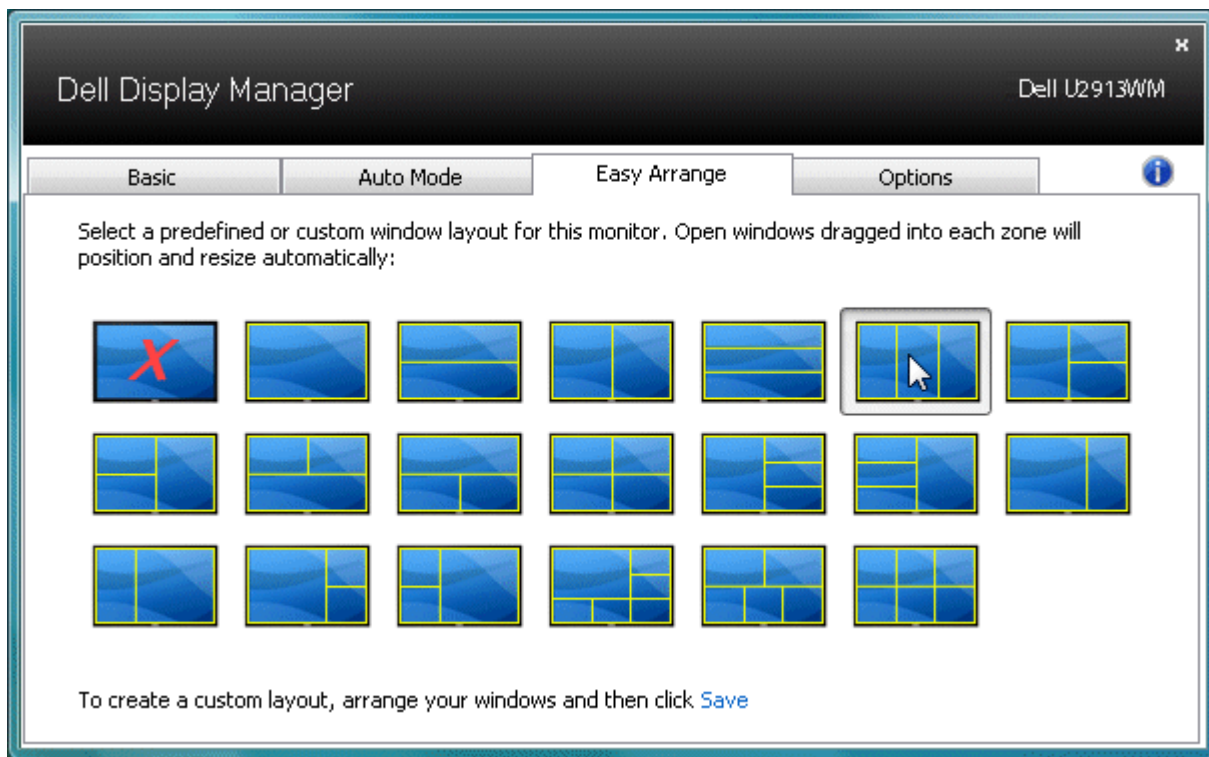 Dell Display Manager
Dell U2913WM
Basic
Auto Mode
Easy Arrange
Options
Select a predefined or custom window layout for this monitor. Open windows dragged into each zone will
position and resize automatically:
X
To create a custom layout, arrange your windows and then click Save